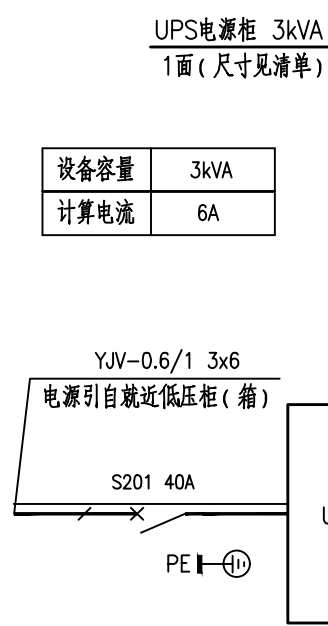 UPS电源柜 3kVA
1面(尺寸见清单)
设备容量 3kVA
计算电流 6A
YJV-0.6/1 3x6
电源引自就近低压柜(箱)
S201 40A
U
PE